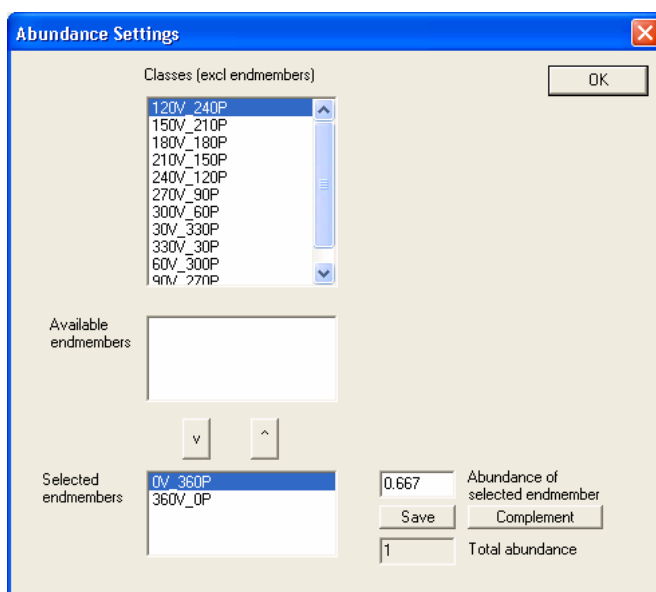 Abundance Settings
Classes (excl endmembers)
OK
120V_240P
150V_210P
180V_180P
210V_150P
240V_120P
270V_90P
300V_60P
30V_330P
330V_30P
60V_300P
90V_270P
Available
endmembers
v
^
Selected
endmembers
0V_360P
360V_0P
0.667
Abundance of
selected endmember
Save
Complement
1
Total abundance